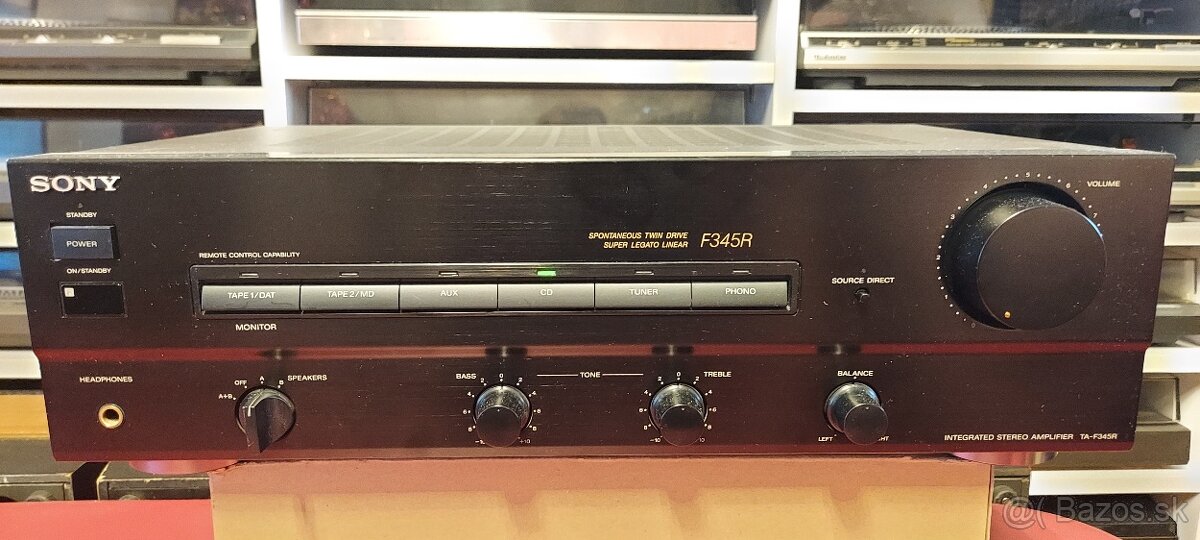 Technics
SONY
STANDBY
POWER
ON/STANDBY
REMOTE CONTROL CAPABILITY
SPONTANEOUS TWIN DRIVE
SUPER LEGATO LINEAR
F345R
TAPE 1/DAT TAPE 2/MD AUX CD TUNER PHONO
MONITOR
SOURCE DIRECT
VOLUME
HEADPHONES
A+B OFF A B SPEAKERS
BASS
TONE
TREBLE
BALANCE
LEFT
INTEGRATED STEREO AMPLIFIER TA-F345R
Bazos.sk